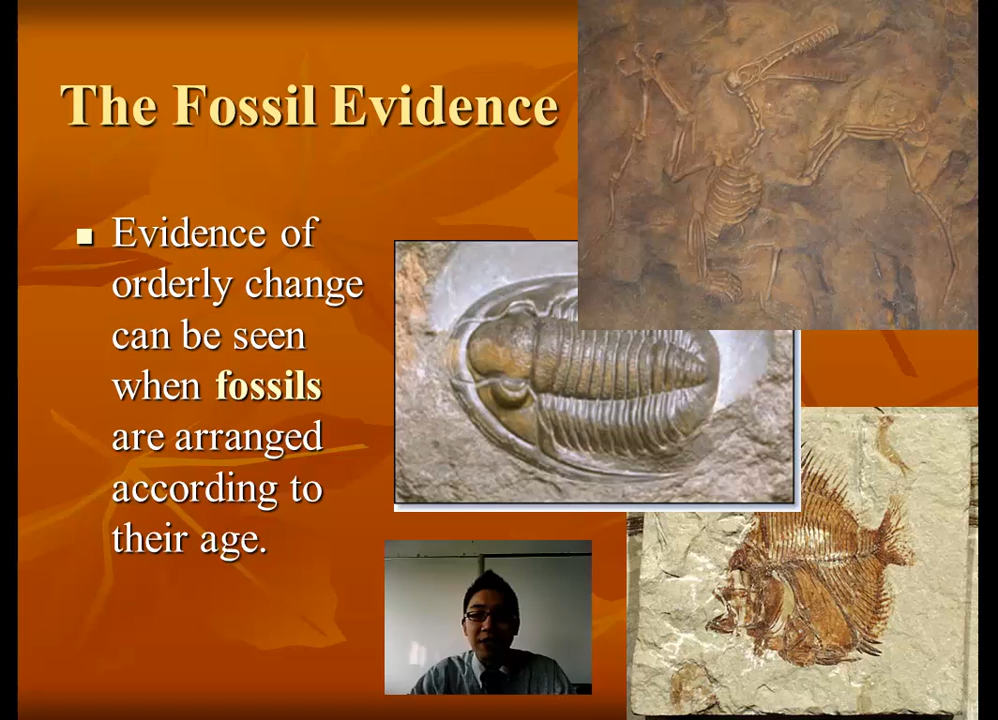 The Fossil Evidence
Evidence of
orderly change
can be seen
when fossils
are arranged
according to
their age.